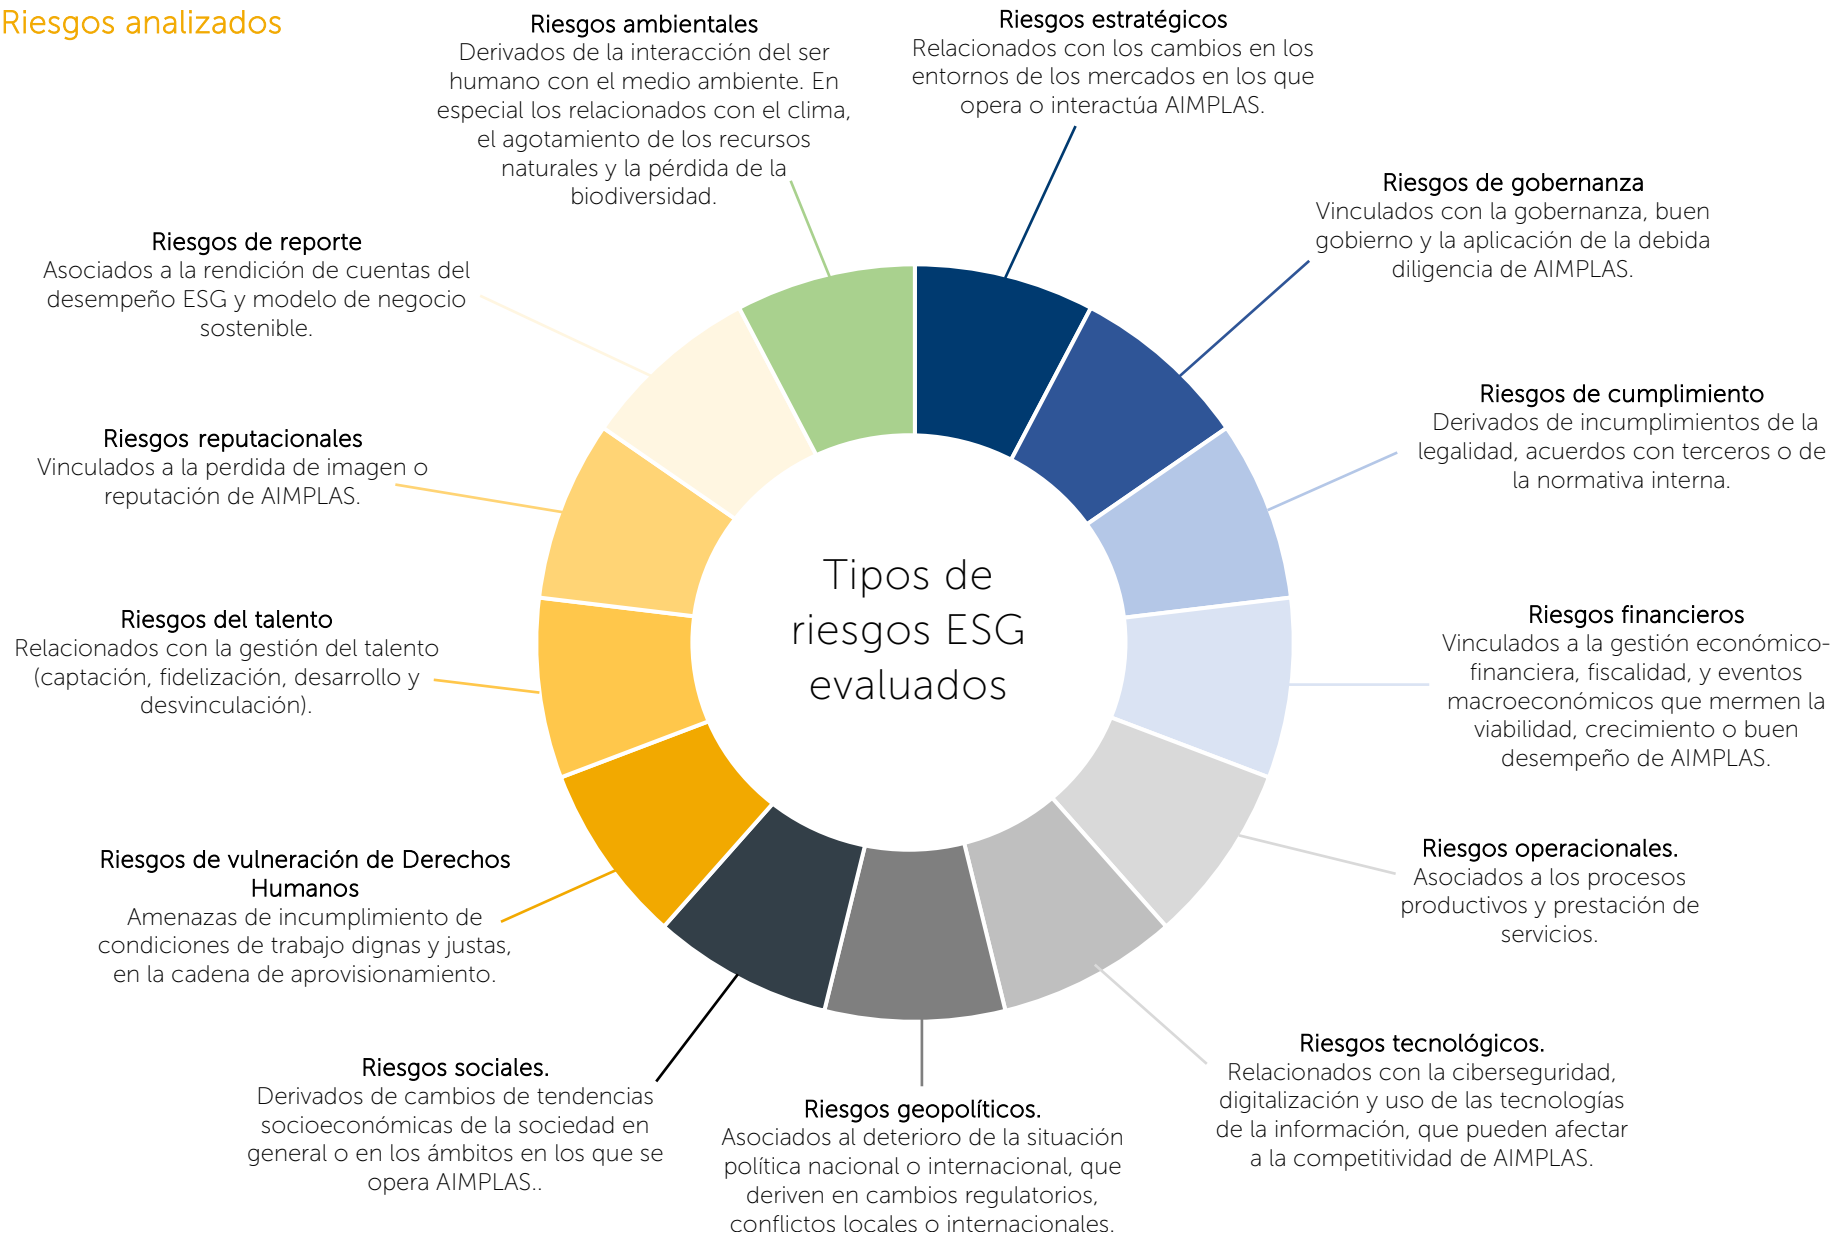 Riesgos analizados
Riesgos ambientales
Derivados de la interacción del ser
humano con el medio ambiente. En
especial los relacionados con el clima,
el agotamiento de los recursos
naturales y la pérdida de la
biodiversidad.
Riesgos estratégicos
Relacionados con los cambios en los
entornos de los mercados en los que
opera o interactúa AIMPLAS.
Riesgos de gobernanza
Vinculados con la gobernanza, buen
gobierno y la aplicación de la debida
diligencia de AIMPLAS.
Riesgos de cumplimiento
Derivados de incumplimientos de la
legalidad, acuerdos con terceros o de
la normativa interna.
Riesgos financieros
Vinculados a la gestión económico-
financiera, fiscalidad, y eventos
macroeconómicos que mermen la
viabilidad, crecimiento o buen
desempeño de AIMPLAS.
Riesgos operacionales.
Asociados a los procesos
productivos y prestación de
servicios.
Riesgos tecnológicos.
Relacionados con la ciberseguridad,
digitalización y uso de las tecnologías
de la información, que pueden afectar
a la competitividad de AIMPLAS.
Riesgos geopolíticos.
Asociados al deterioro de la situación
política nacional o internacional, que
deriven en cambios regulatorios,
conflictos locales o internacionales.
Riesgos sociales.
Derivados de cambios de tendencias
socioeconómicas de la sociedad en
general o en los ámbitos en los que se
opera AIMPLAS..
Riesgos de vulneración de Derechos
Humanos
Amenazas de incumplimiento de
condiciones de trabajo dignas y justas,
en la cadena de aprovisionamiento.
Riesgos del talento
Relacionados con la gestión del talento
(captación, fidelización, desarrollo y
desvinculación).
Riesgos reputacionales
Vinculados a la perdida de imagen o
reputación de AIMPLAS.
Riesgos de reporte
Asociados a la rendición de cuentas del
desempeño ESG y modelo de negocio
sostenible.
Tipos de
riesgos ESG
evaluados